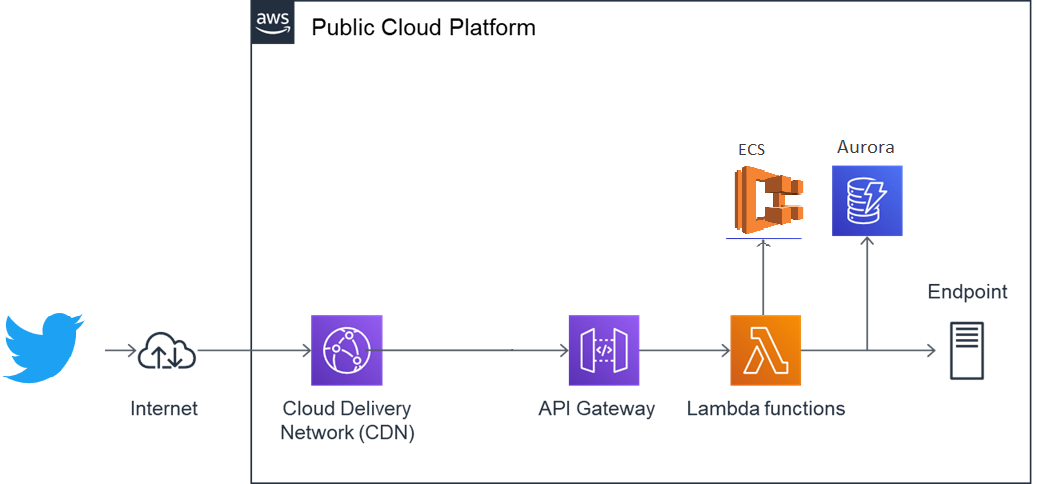 aws
Public Cloud Platform
ECS
Aurora
Endpoint
Internet
Cloud Delivery
Network (CDN)
API Gateway
Lambda functions